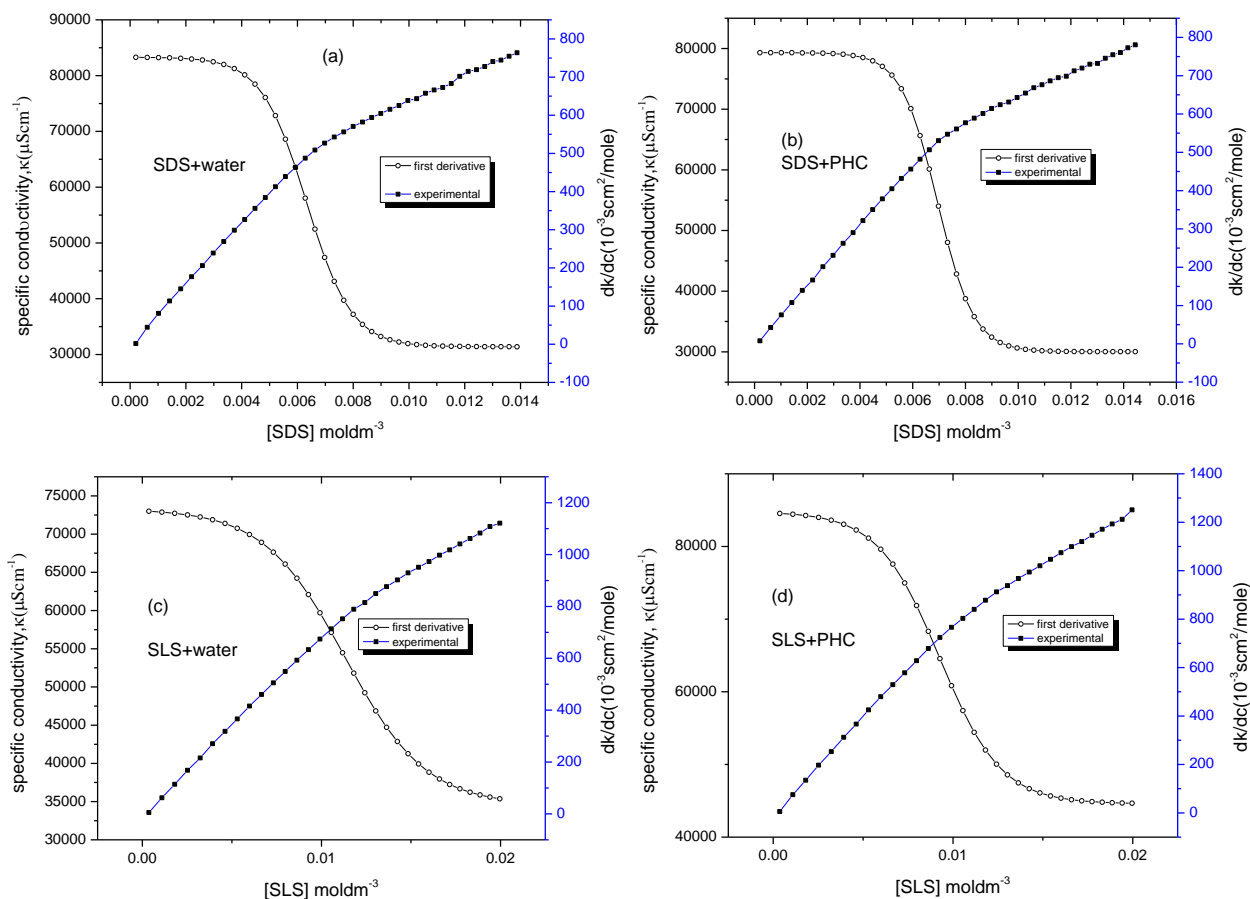 (a)
SDS+water
first derivative
experimental
specific conductivity,κ(μScm⁻¹)
90000
80000
70000
60000
50000
40000
30000
dk/dc(10⁻³scm²/mole)
800
700
600
500
400
300
200
100
0
-100
0.000 0.002 0.004 0.006 0.008 0.010 0.012 0.014
[SDS] moldm⁻³
(b)
SDS+PHC
first derivative
experimental
specific conductivity,κ(μScm⁻¹)
80000
70000
60000
50000
40000
30000
dk/dc(10⁻³scm²/mole)
800
700
600
500
400
300
200
100
0
-100
0.000 0.002 0.004 0.006 0.008 0.010 0.012 0.014 0.016
[SDS] moldm⁻³
(c)
SLS+water
first derivative
experimental
specific conductivity,κ(μScm⁻¹)
75000
70000
65000
60000
55000
50000
45000
40000
35000
30000
dk/dc(10⁻³scm²/mole)
1200
1000
800
600
400
200
0
0.00 0.01 0.02
[SLS] moldm⁻³
(d)
SLS+PHC
first derivative
experimental
specific conductivity, κ(μScm⁻¹)
80000
60000
40000
dk/dc(10⁻³scm²/mole)
1400
1200
1000
800
600
400
200
0
-100
0.00 0.01 0.02
[SLS] moldm⁻³